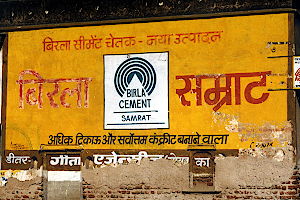 बिरला सीमेंट चेतक - नया उत्पादन
बिरला
BIRLA
CEMENT
SAMRAT
सम्राट
अधिक टिकाऊ और सर्वोत्तम कंक्रीट बनाने वाला
डीलर:- गीता एजेन्सीज का